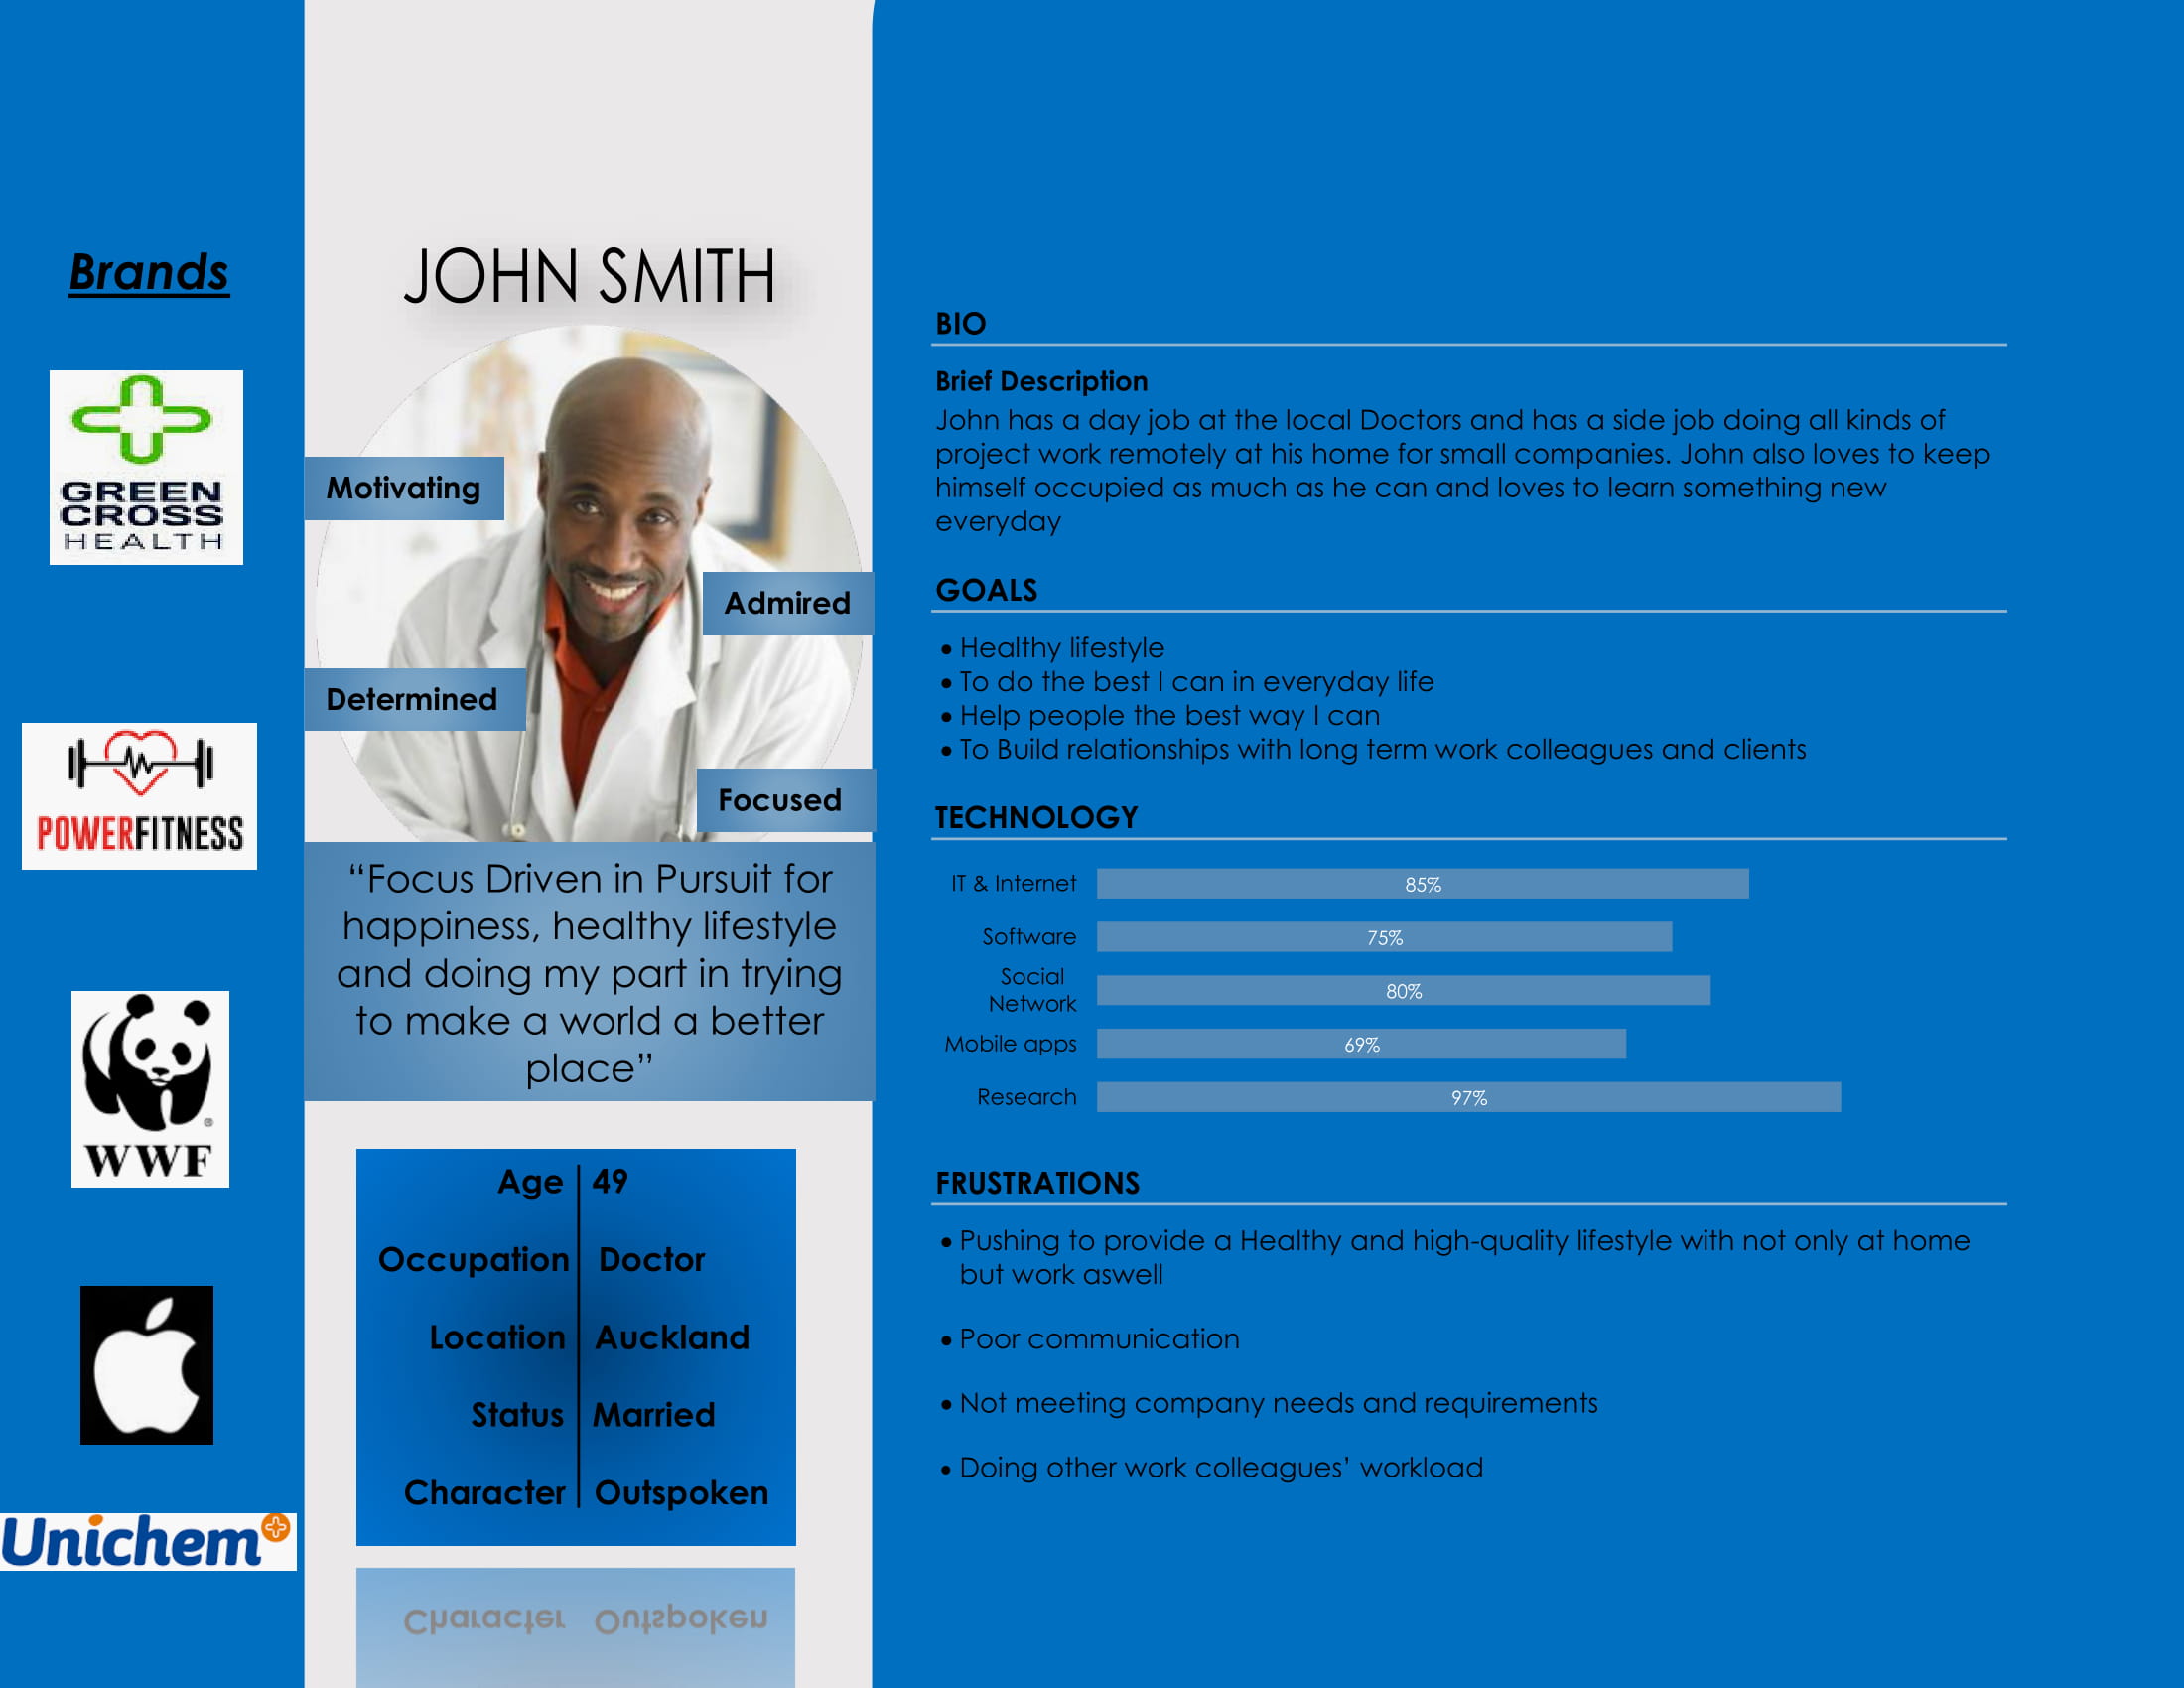 Brands
GREEN
CROSS
HEALTH
POWERFITNESS
®
WWF
Unichem
JOHN SMITH
Motivating
Admired
Determined
Focused
“Focus Driven in Pursuit for
happiness, healthy lifestyle
and doing my part in trying
to make a world a better
place”
Age 49
Occupation Doctor
Location Auckland
Status Married
Character Outspoken
Character Outspoken
BIO
Brief Description
John has a day job at the local Doctors and has a side job doing all kinds of
project work remotely at his home for small companies. John also loves to keep
himself occupied as much as he can and loves to learn something new
everyday
GOALS
• Healthy lifestyle
• To do the best I can in everyday life
• Help people the best way I can
• To Build relationships with long term work colleagues and clients
TECHNOLOGY
IT & Internet 85%
Software 75%
Social
Network 80%
Mobile apps 69%
Research 97%
FRUSTRATIONS
• Pushing to provide a Healthy and high-quality lifestyle with not only at home
but work aswell
• Poor communication
• Not meeting company needs and requirements
• Doing other work colleagues’ workload